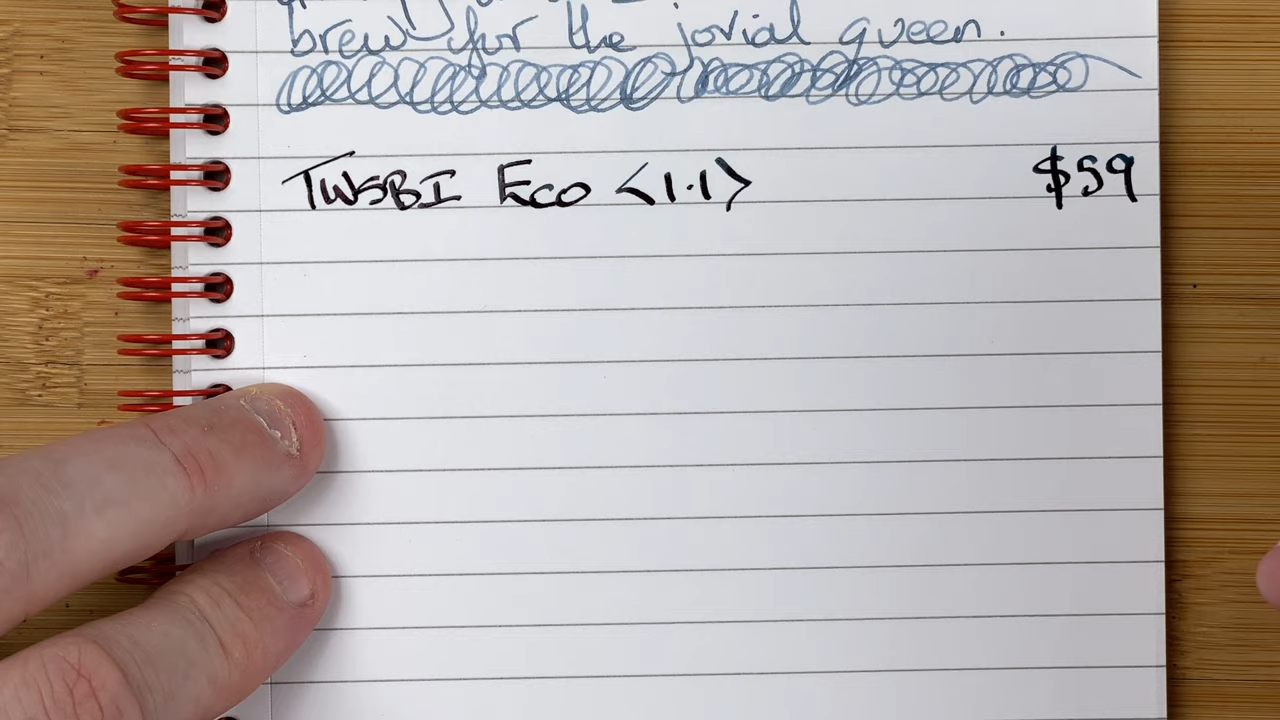 brew for the jovial queen.
TWSBI Eco <1.1> $59